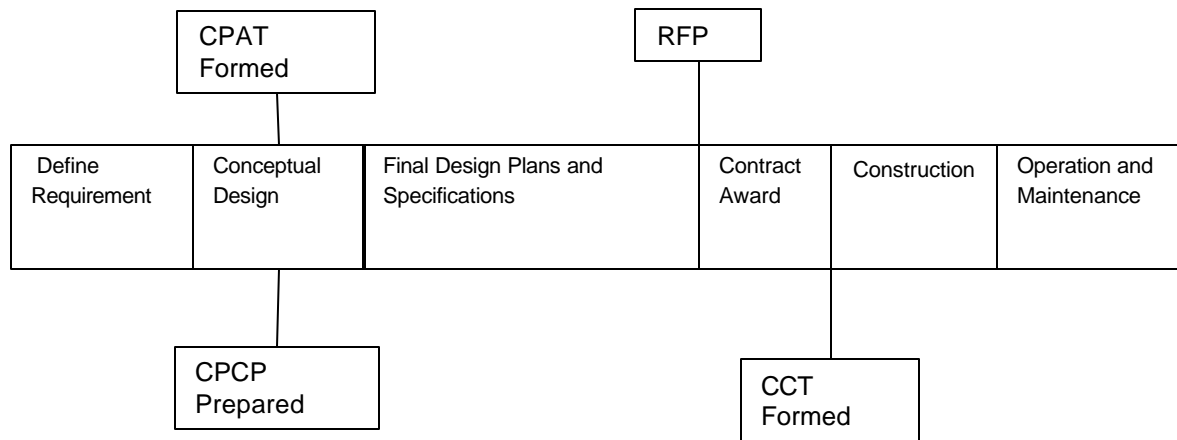 CPAT
Formed
RFP
Define
Requirement
Conceptual
Design
Final Design Plans and
Specifications
Contract
Award
Construction
Operation and
Maintenance
CPCP
Prepared
CCT
Formed